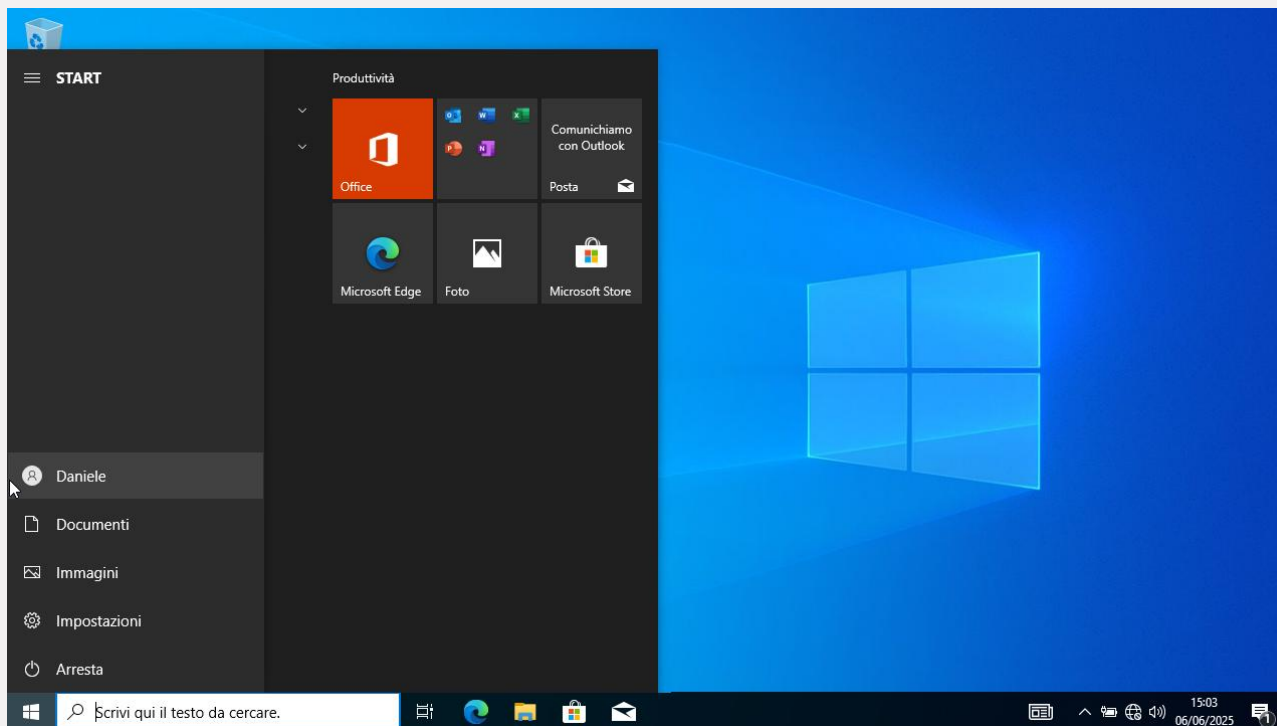 START
Produttività
Office
Comunichiamo
con Outlook
Posta
Microsoft Edge
Foto
Microsoft Store
Daniele
Documenti
Immagini
Impostazioni
Arresta
Scrivi qui il testo da cercare.
15:03
06/06/2025